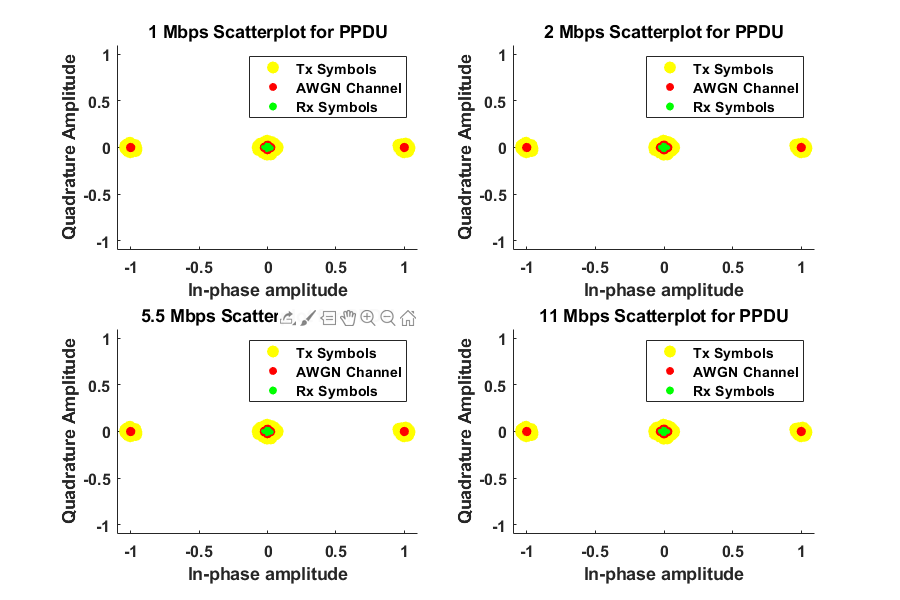 1 Mbps Scatterplot for PPDU
1
0.5
0
-0.5
-1
Quadrature Amplitude
Tx Symbols
AWGN Channel
Rx Symbols
-1 -0.5 0 0.5 1
In-phase amplitude
2 Mbps Scatterplot for PPDU
1
0.5
0
-0.5
-1
Quadrature Amplitude
Tx Symbols
AWGN Channel
Rx Symbols
-1 -0.5 0 0.5 1
In-phase amplitude
5.5 Mbps Scatter
1
0.5
0
-0.5
-1
Quadrature Amplitude
Tx Symbols
AWGN Channel
Rx Symbols
-1 -0.5 0 0.5 1
In-phase amplitude
11 Mbps Scatterplot for PPDU
1
0.5
0
-0.5
-1
Quadrature Amplitude
Tx Symbols
AWGN Channel
Rx Symbols
-1 -0.5 0 0.5 1
In-phase amplitude